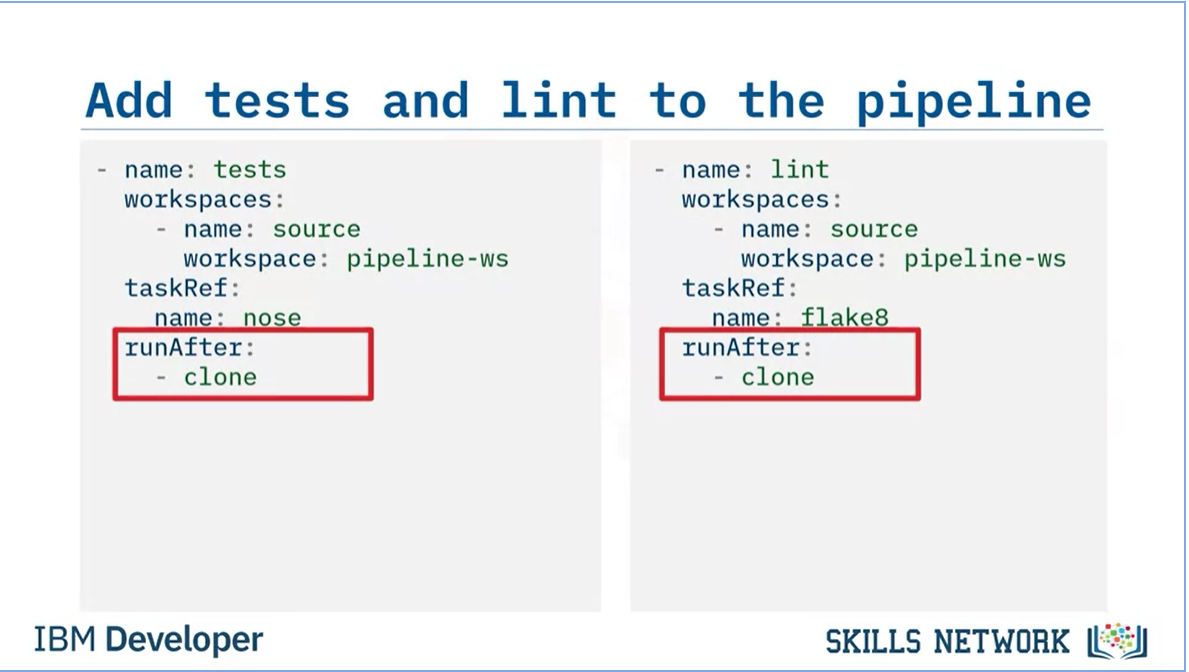 Add tests and lint to the pipeline
- name: tests
  workspaces:
    - name: source
      workspace: pipeline-ws
  taskRef:
    name: nose
  runAfter:
    - clone
- name: lint
  workspaces:
    - name: source
      workspace: pipeline-ws
  taskRef:
    name: flake8
  runAfter:
    - clone
IBM Developer
SKILLS NETWORK